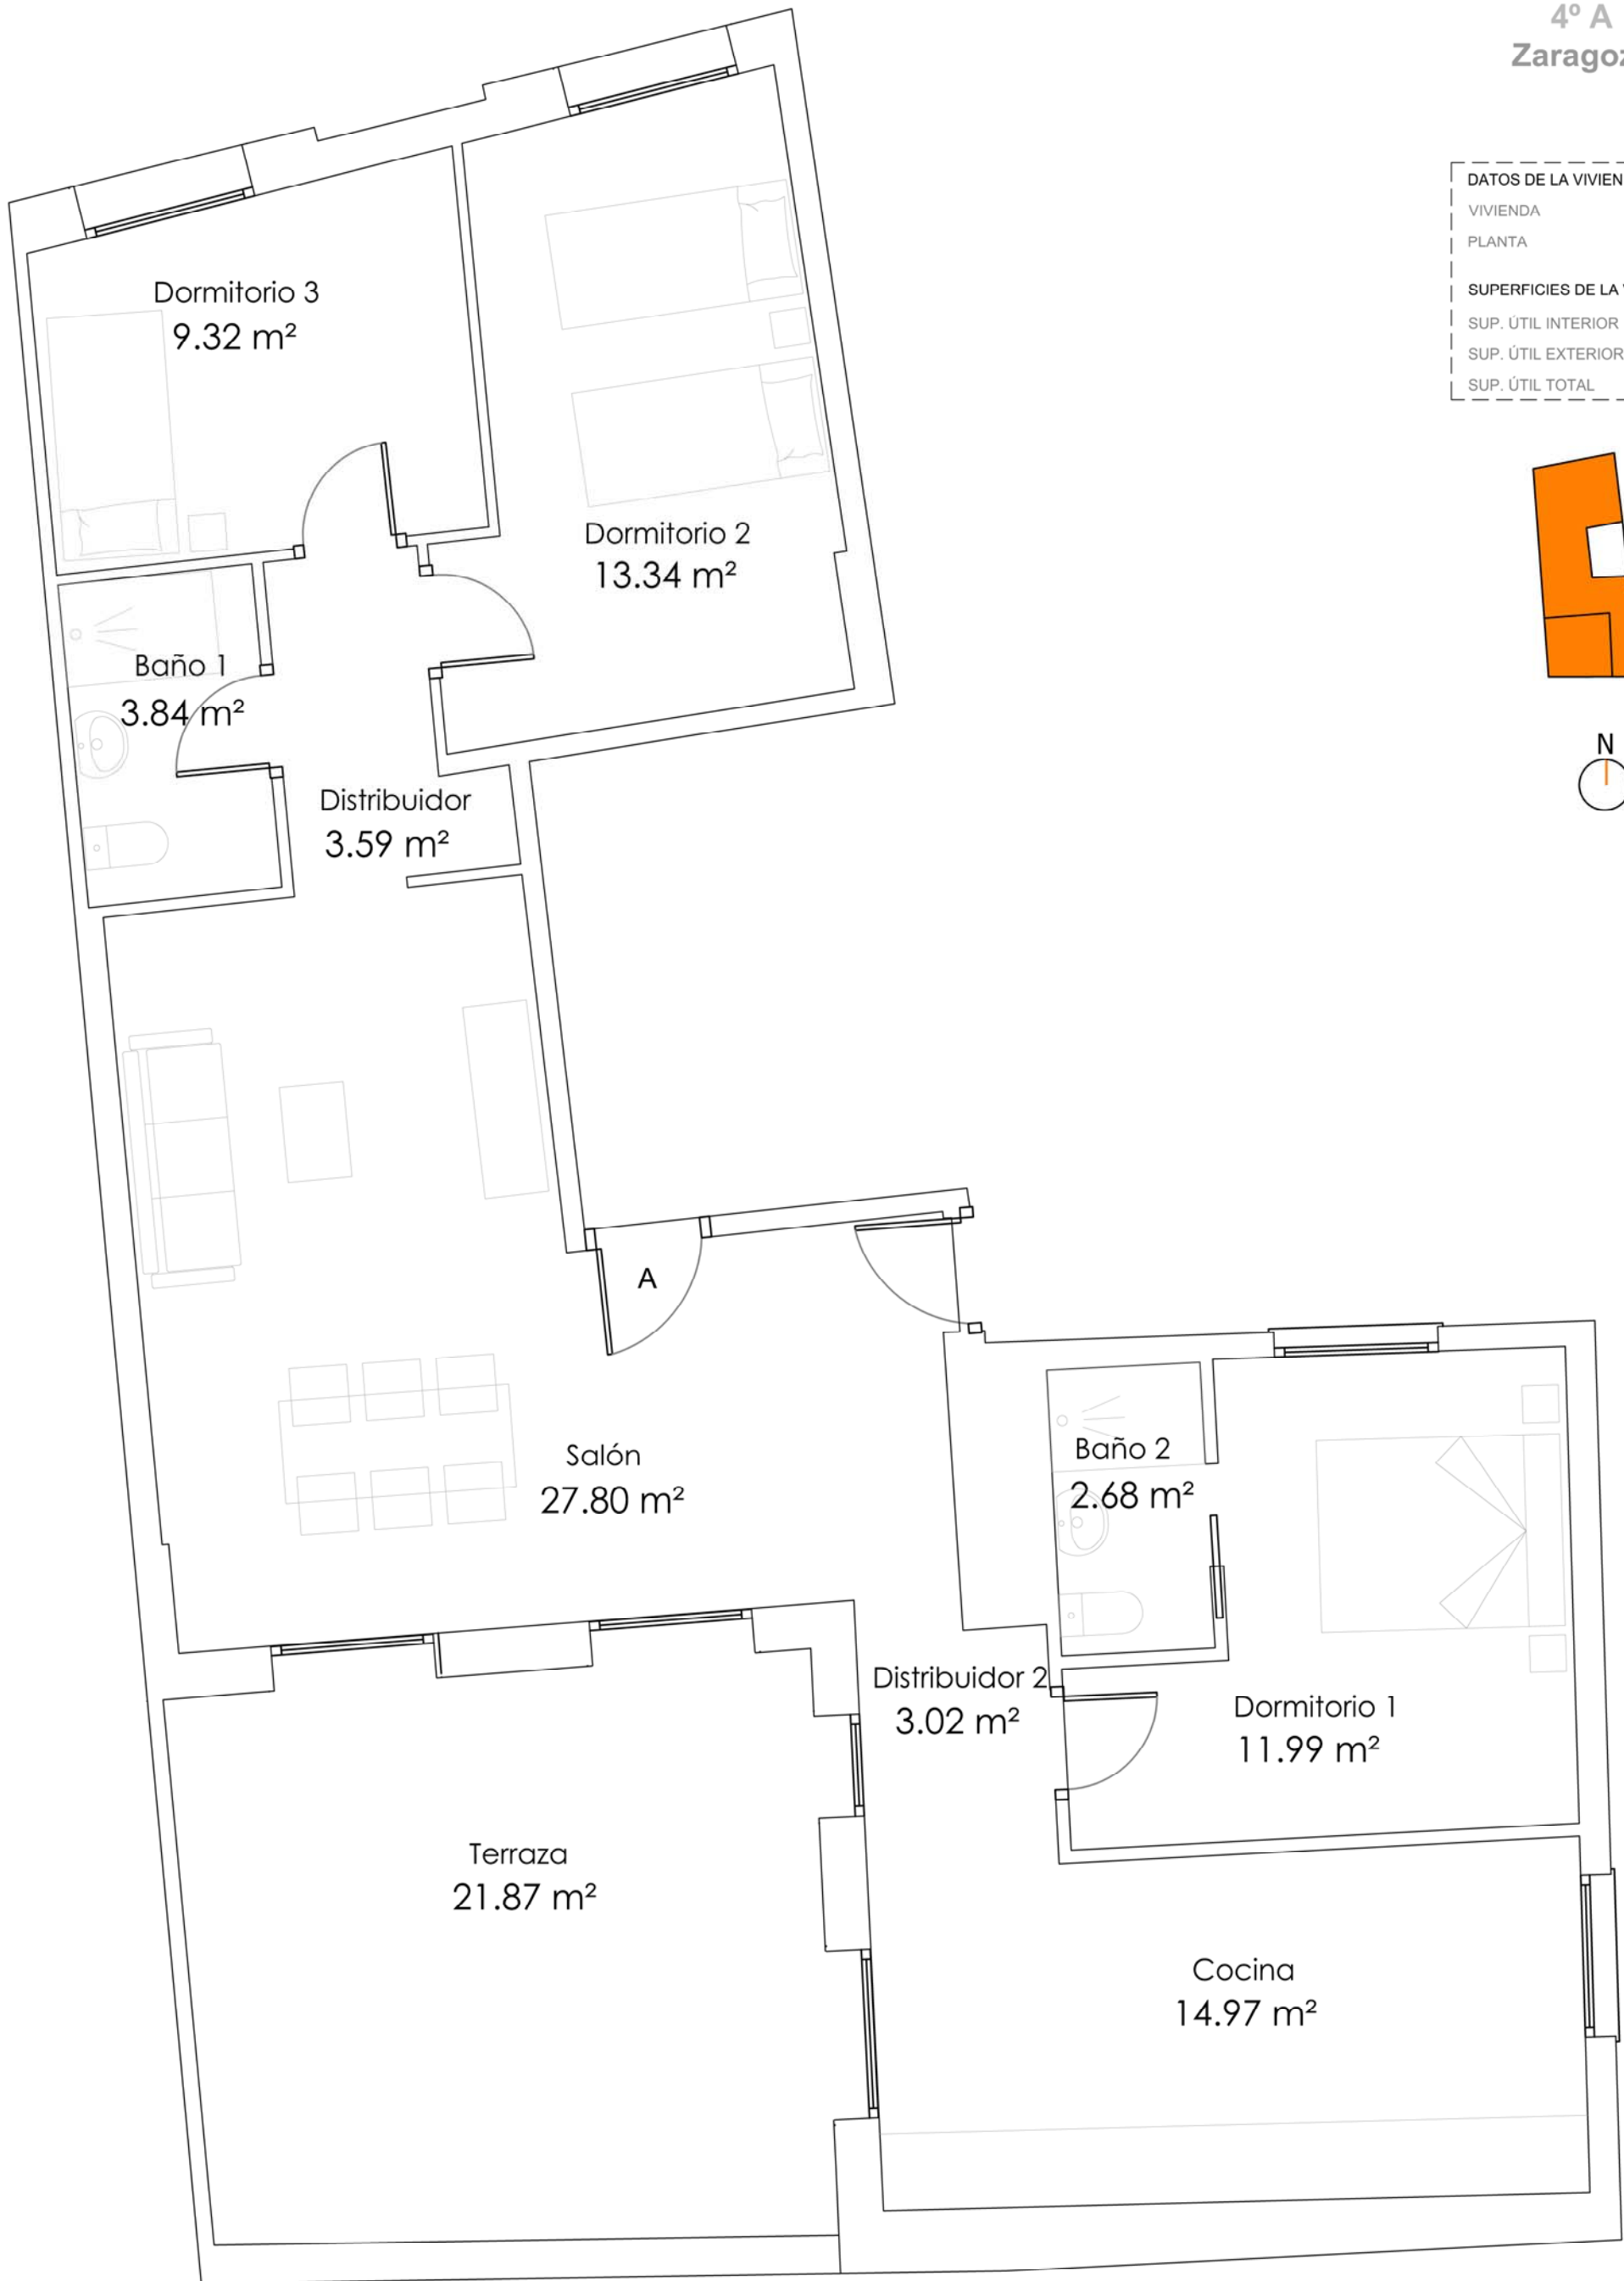 4º A
DATOS DE LA
VIVIENDA
PLANTA
SUPERFICIES DE LA
SUP. ÚTIL INTERIOR
SUP. ÚTIL EXTERIOR
SUP. ÚTIL TOTAL
N
Dormitorio 3
9.32 m²
Dormitorio 2
13.34 m²
Baño 1
3.84 m²
Distribuidor
3.59 m²
A
Salón
27.80 m²
Baño 2
2.68 m²
Distribuidor 2
3.02 m²
Dormitorio 1
11.99 m²
Terraza
21.87 m²
Cocina
14.97 m²